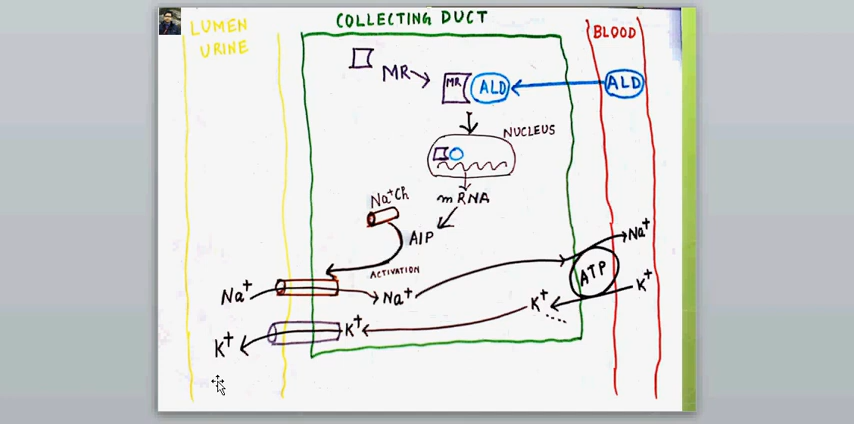 COLLECTING DUCT
LUMEN
URINE
BLOOD
MR
MR
ALD
ALD
NUCLEUS
mRNA
Na+Ch
AIP
ACTIVATION
Na+
Na+
Na+
ATP
K+
K+
K+
K+